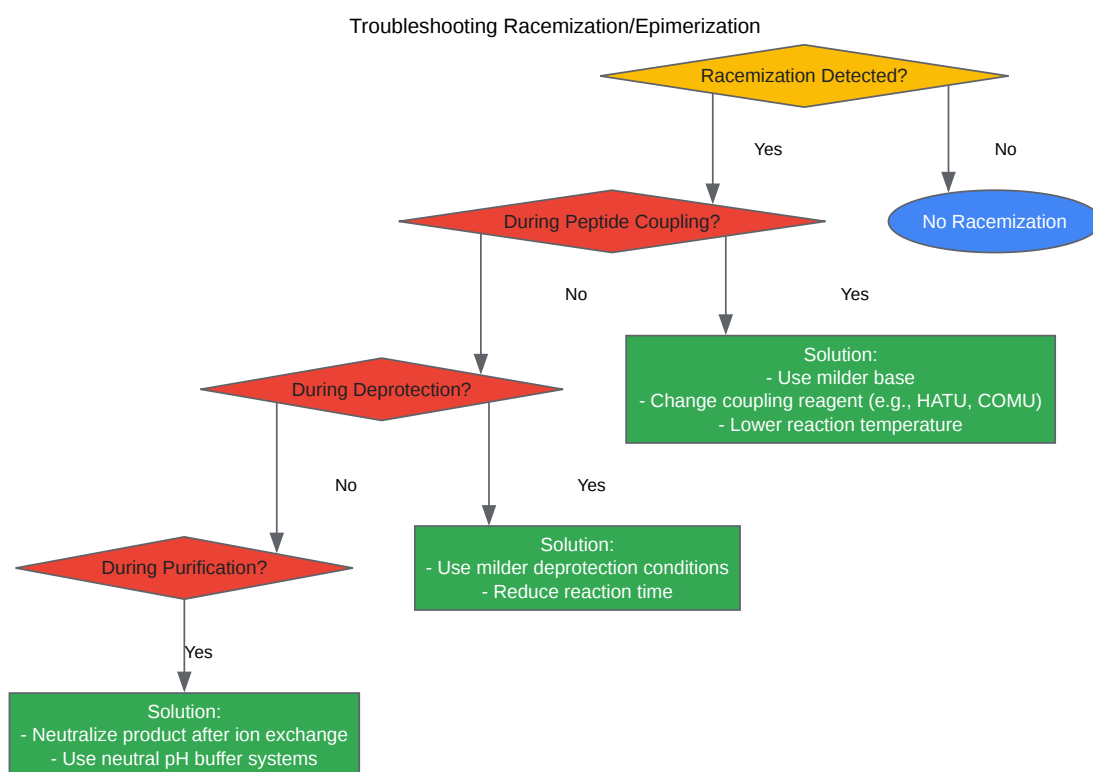 Troubleshooting Racemization/Epimerization
Racemization Detected?
Yes
No
During Peptide Coupling?
No Racemization
No
Yes
Solution:
- Use milder base
- Change coupling reagent (e.g., HATU, COMU)
- Lower reaction temperature
During Deprotection?
No
Yes
Solution:
- Use milder deprotection conditions
- Reduce reaction time
During Purification?
Yes
Solution:
- Neutralize product after ion exchange
- Use neutral pH buffer systems